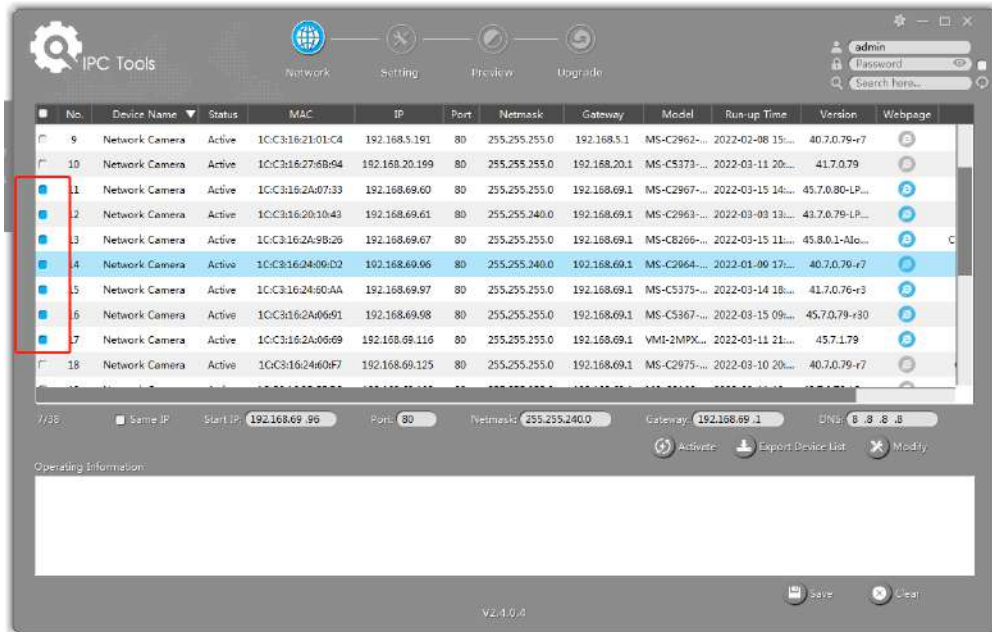 IPC Tools
Network Setting Preview Upgrade
admin
Password
Search here...
No. Device Name ▼ Status MAC IP Port Netmask Gateway Model Run-up Time Version Webpage
9 Network Camera Active 1C:C3:16:21:01:C4 192.168.5.191 80 255.255.255.0 192.168.5.1 MS-C2962-... 2022-02-08 15:... 40.7.0.79-r7
10 Network Camera Active 1C:C3:16:27:6B:94 192.168.20.199 80 255.255.255.0 192.168.20.1 MS-C5373-... 2022-03-11 20:... 41.7.0.79
11 Network Camera Active 1C:C3:16:2A:07:33 192.168.69.60 80 255.255.255.0 192.168.69.1 MS-C2967-... 2022-03-15 14:... 45.7.0.80-LP...
12 Network Camera Active 1C:C3:16:20:10:43 192.168.69.61 80 255.255.240.0 192.168.69.1 MS-C2963-... 2022-03-03 13:... 43.7.0.79-LP...
13 Network Camera Active 1C:C3:16:2A:9B:26 192.168.69.67 80 255.255.255.0 192.168.69.1 MS-C8266-... 2022-03-15 11:... 45.8.0.1-AIo... C
14 Network Camera Active 1C:C3:16:24:09:D2 192.168.69.96 80 255.255.240.0 192.168.69.1 MS-C2964-... 2022-01-09 17:... 40.7.0.79-r7
15 Network Camera Active 1C:C3:16:24:60:AA 192.168.69.97 80 255.255.255.0 192.168.69.1 MS-C5375-... 2022-03-14 18:... 41.7.0.76-r3
16 Network Camera Active 1C:C3:16:2A:06:91 192.168.69.98 80 255.255.255.0 192.168.69.1 MS-C5367-... 2022-03-15 09:... 45.7.0.79-r30
17 Network Camera Active 1C:C3:16:2A:06:69 192.168.69.116 80 255.255.255.0 192.168.69.1 VMI-2MPX... 2022-03-11 21:... 45.7.1.79
18 Network Camera Active 1C:C3:16:24:60:F7 192.168.69.125 80 255.255.255.0 192.168.69.1 MS-C2975-... 2022-03-10 20:... 40.7.0.79-r7
7/38 Same IP Start IP: 192.168.69 .96 Port: 80 Netmask: 255.255.240.0 Gateway: 192.168.69 .1 DNS: 8 .8 .8 .8
Activate Export Device List Modify
Operating Information
Save Clear
V2.4.0.4